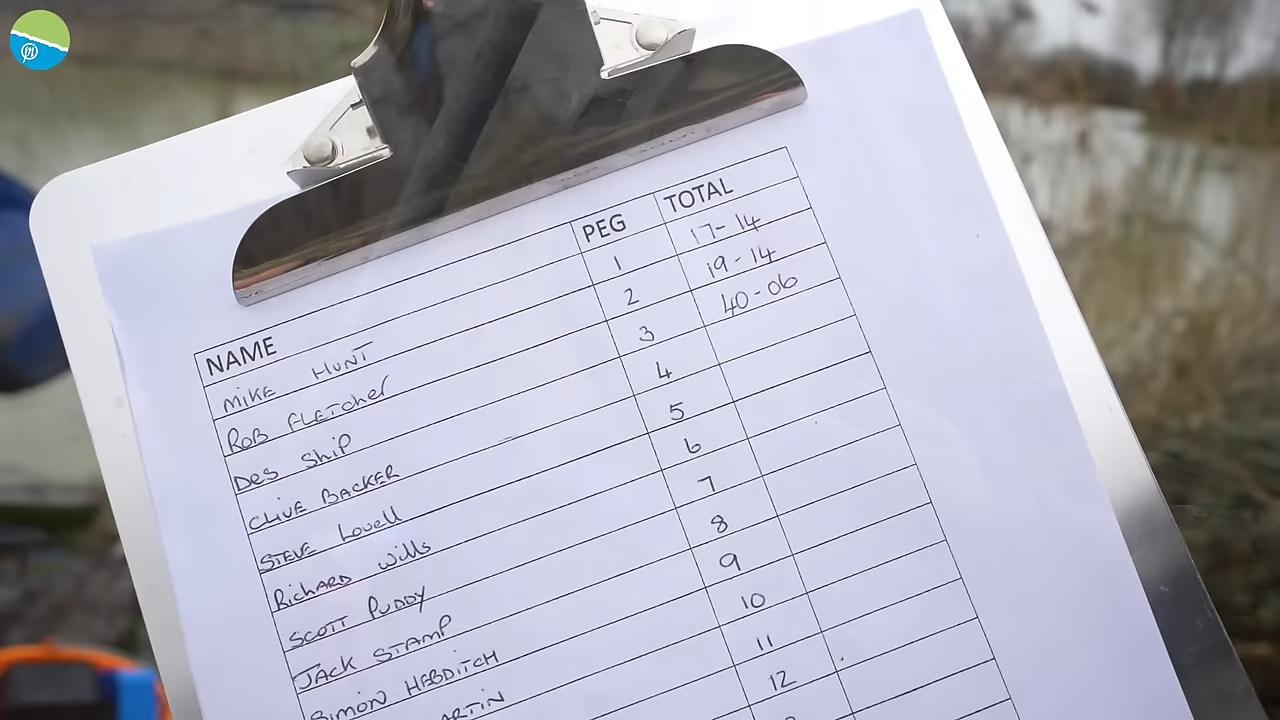 NAME PEG TOTAL
MIKE HUNT 1 17-14
ROB FLETCHER 2 19-14
DES SHIP 3 40-06
CLIVE BACKER 4
STEVE LOVELL 5
RICHARD WILLS 6
SCOTT PUDDY 7
JACK STAMP 8
SIMON HEBDITCH 9
10
11
12